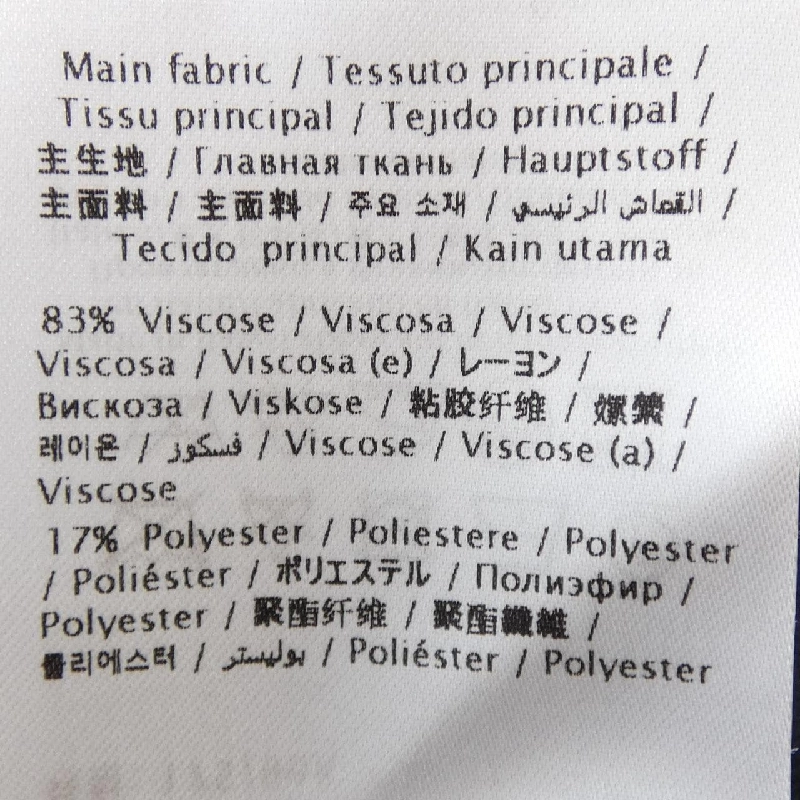 Main fabric / Tessuto principale /
Tissu principal / Tejido principal /
主生地 / Главная ткань / Hauptstoff /
主面料 / 主面料 / 주요 소재 / القماش الرئيسي /
Tecido principal / Kain utama
83% Viscose / Viscosa / Viscose /
Viscosa / Viscosa (e) / レーヨン /
Вискоза / Viskose / 粘胶纤维 / 嫘縈 /
레이온 / فسكوز / Viscose / Viscose (a) /
Viscose
17% Polyester / Poliestere / Polyester
/ Poliéster / ポリエステル / Полиэфир /
Polyester / 聚酯纤维 / 聚酯纖維 /
폴리에스터 / بوليستر / Poliéster / Polyester